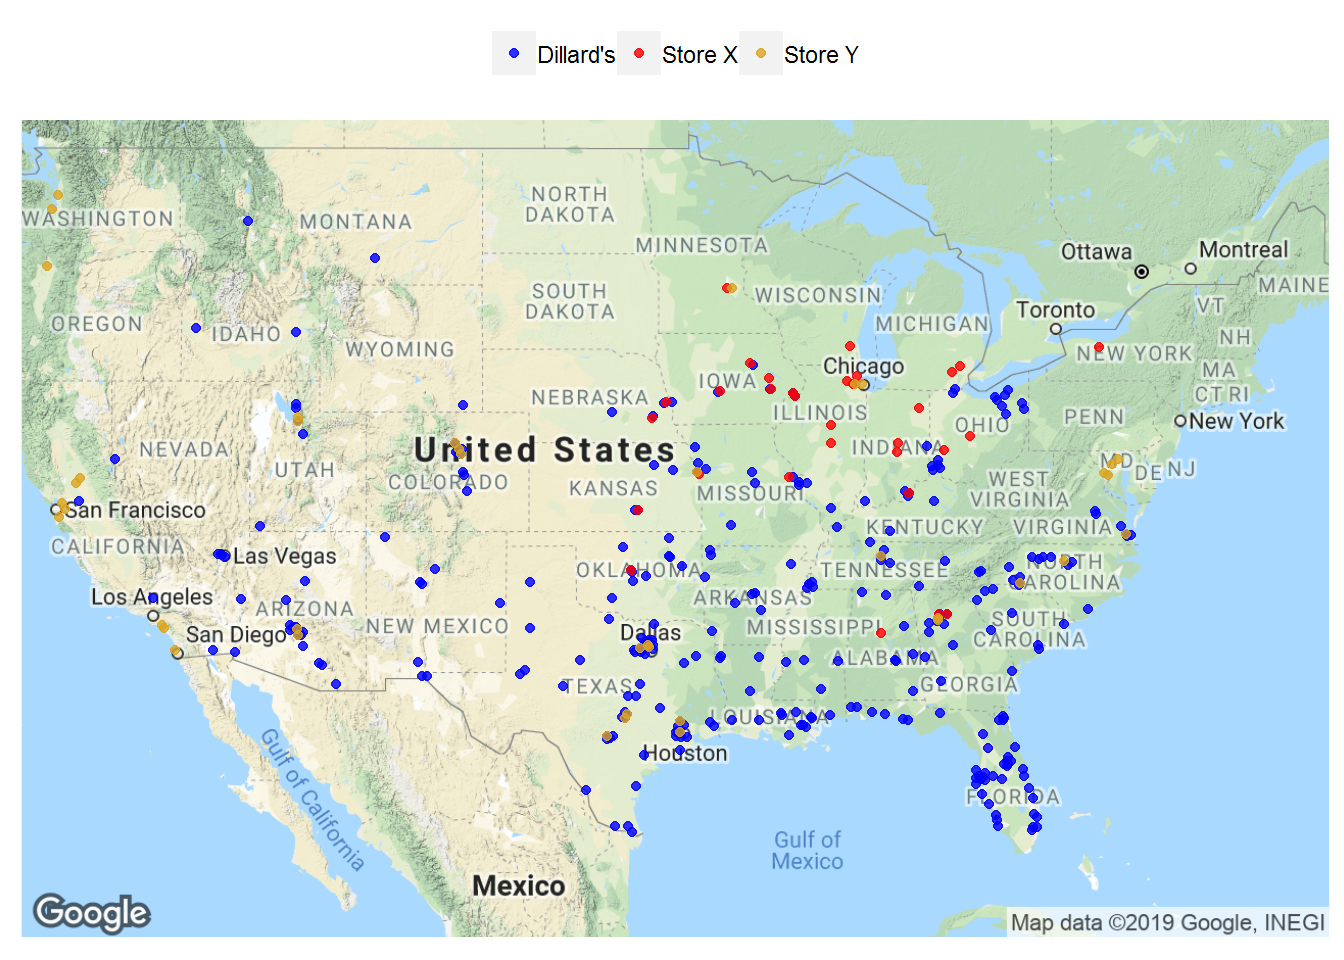 Dillard's Store X Store Y
NORTH
DAKOTA
WASHINGTON
MONTANA
MINNESOTA
Ottawa
Montreal
MAINE
SOUTH
DAKOTA
WISCONSIN
MICHIGAN
Toronto
VT
NH
OREGON
IDAHO
WYOMING
NEW YORK
MA
CT RI
Chicago
IOWA
NEBRASKA
ILLINOIS
INDIANA
OHIO
PENN
New York
United States
NEVADA
UTAH
COLORADO
KANSAS
MISSOURI
WEST
VIRGINIA
MD
DE
NJ
San Francisco
CALIFORNIA
Las Vegas
KENTUCKY
VIRGINIA
OKLAHOMA
TENNESSEE
NORTH
CAROLINA
Los Angeles
ARIZONA
NEW MEXICO
ARKANSAS
San Diego
Dallas
MISSISSIPPI
ALABAMA
SOUTH
CAROLINA
TEXAS
GEORGIA
LOUISIANA
Houston
FLORIDA
Gulf of California
Gulf of
Mexico
Mexico
Google
Map data ©2019 Google, INEGI